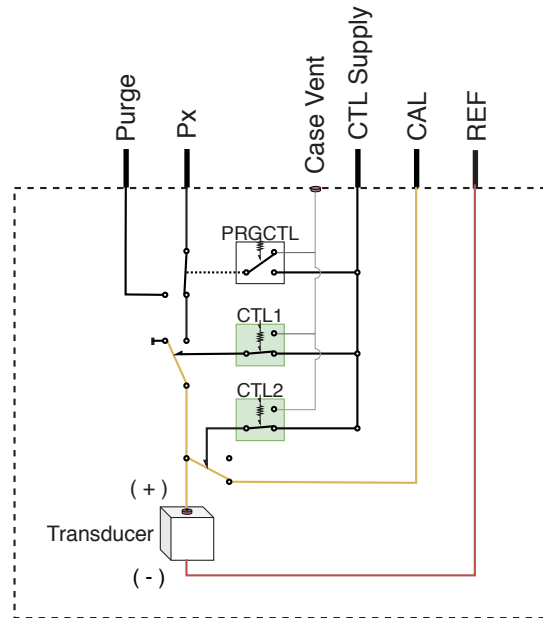 Purge
Px
Case Vent
CTL Supply
CAL
REF
PRGCTL
CTL1
CTL2
(+)
Transducer
(-)